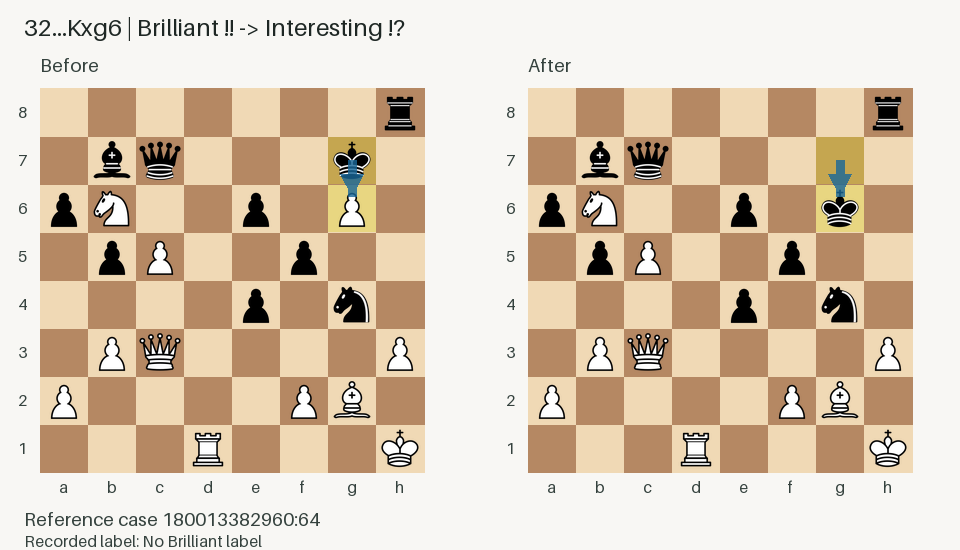 32...Kxg6 | Brilliant !! -> Interesting !?
Before
After
8
7
6
5
4
3
2
1
a b c d e f g h
8
7
6
5
4
3
2
1
a b c d e f g h
Reference case 180013382960:64
Recorded label: No Brilliant label